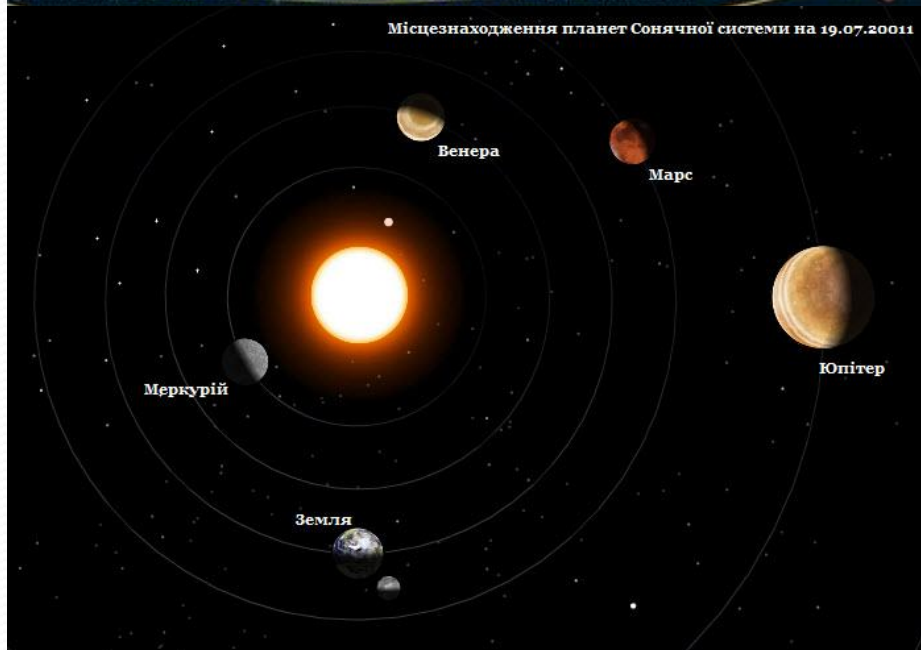 Місцезнаходження планет Сонячної системи на 19.07.20011
Венера
Марс
Юпітер
Меркурій
Земля